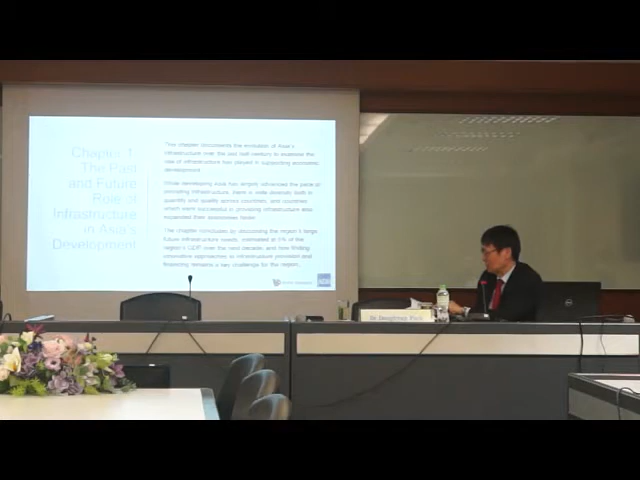 Chapter 1:
The Past
and Future
Role of
Infrastructure
in Asia's
Development
This chapter documents the evolution of Asia's
infrastructure over the past half-century to examine the
role of infrastructure has played in supporting economic
development.
While developing Asia has largely advanced the pace of
providing infrastructure, there is wide diversity both in
quantity and quality across countries, and countries
which were successful in providing infrastructure also
expanded their economies faster.
The chapter concludes by discussing the region's large
future infrastructure needs, estimated at 5% of the
region's GDP over the next decade, and how finding
innovative approaches to infrastructure provision and
financing remains a key challenge for the region.
ADB
Dr. Donghyun Park
DELL